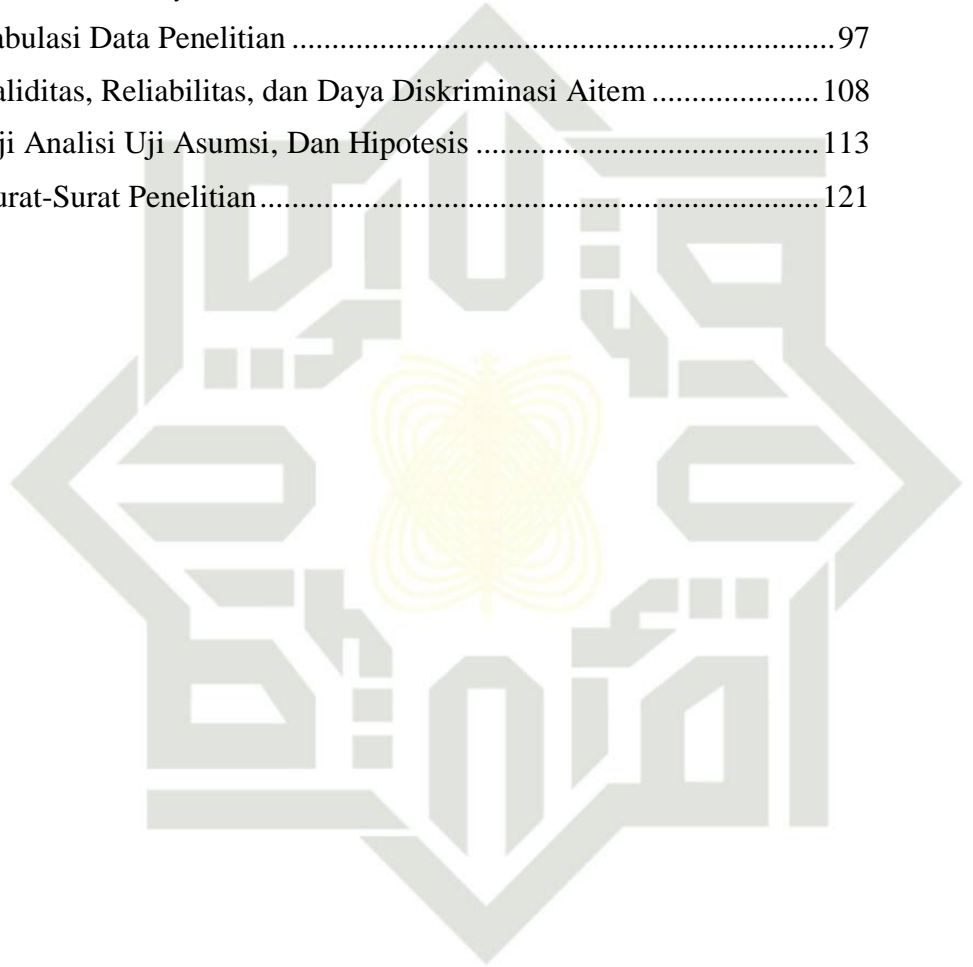 abulasi Data Penelitian ........................................................ 97
aliditas, Reliabilitas, dan Daya Diskriminasi Aitem ..................... 108
ji Analisi Uji Asumsi, Dan Hipotesis .................................... 113
urat-Surat Penelitian ........................................................... 121